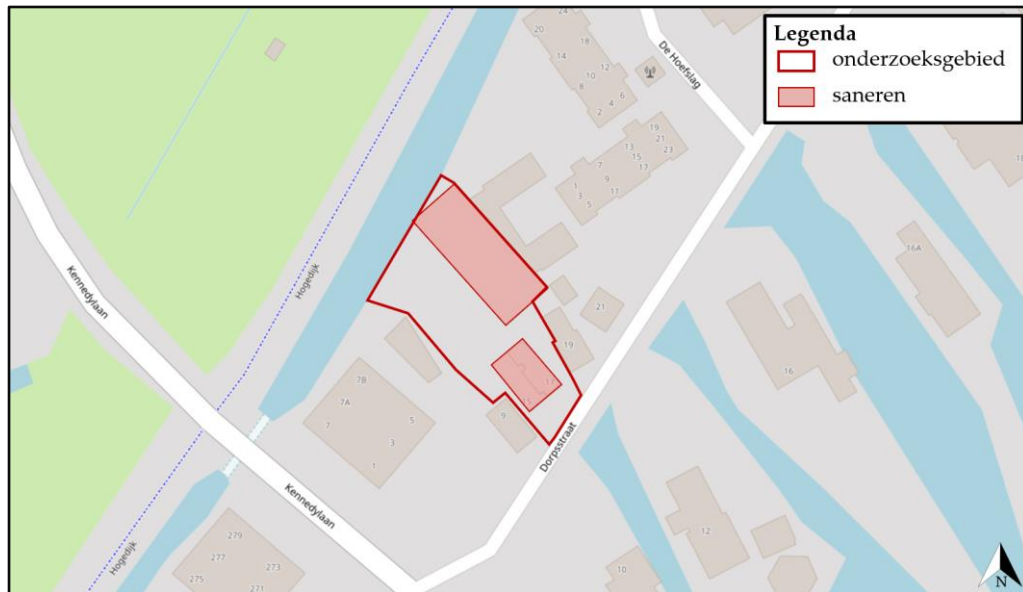 Legenda
onderzoeksgebied
saneren
24
20
18
14
12
10
8
6
4
2
De Hoefslag
19
21
13
15
23
17
7
9
1
11
3
5
16A
Hogedijk
Kennedylaan
21
19
16
7B
7A
17
7
5
9
3
1
Dorpsstraat
Kennedylaan
12
279
277
273
275
271
Hogedijk
10
N